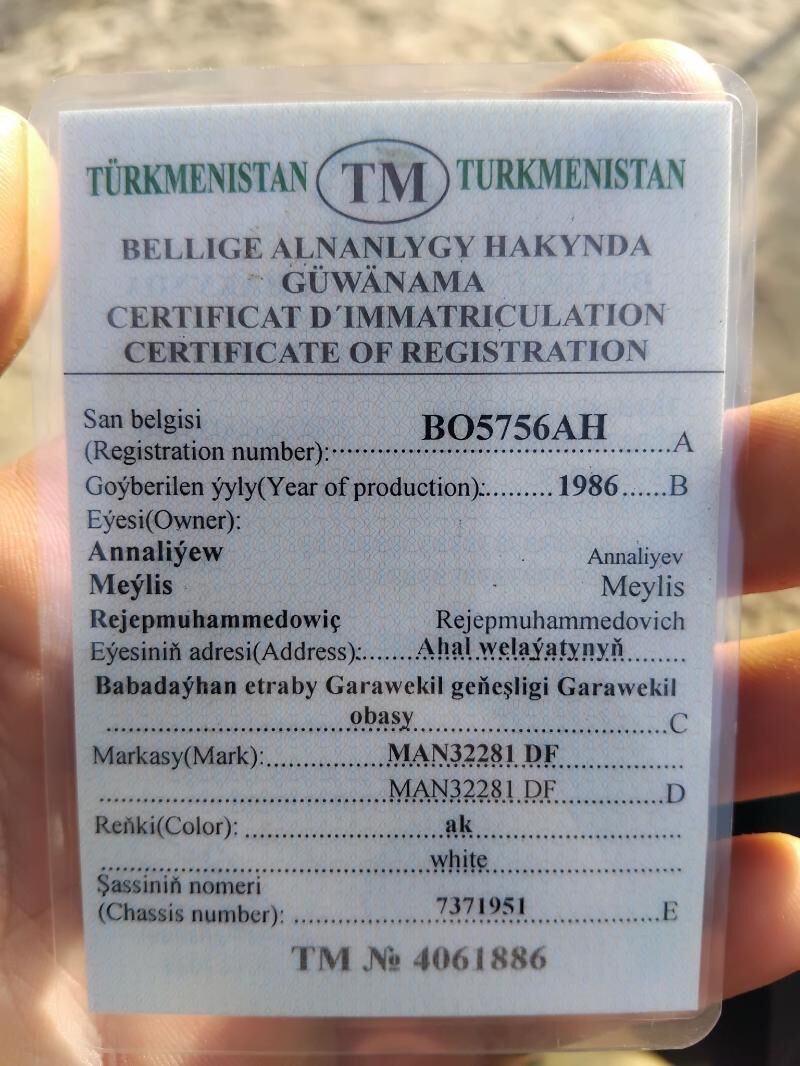 TÜRKMENISTAN TM TURKMENISTAN
BELLIGE ALNANLYGY HAKYNDA
GÜWÄNAMA
CERTIFICAT D´IMMATRICULATION
CERTIFICATE OF REGISTRATION
San belgisi
(Registration number):..........BO5756AH..........A
Goýberilen ýyly(Year of production):.........1986......B
Eýesi(Owner):
Annaliýew Annaliyev
Meýlis Meylis
Rejepmuhammedowiç Rejepmuhammedovich
Eýesiniň adresi(Address):.......Ahal welaýatynyň.........
Babadaýhan etraby Garawekil geňeşligi Garawekil
..........obasy..........C
Markasy(Mark):..........MAN32281 DF..........
..........MAN32281 DF..........D
Reňki(Color): ..........ak..........
..........white..........
Şassiniň nomeri
(Chassis number): ..........7371951..........E
TM № 4061886